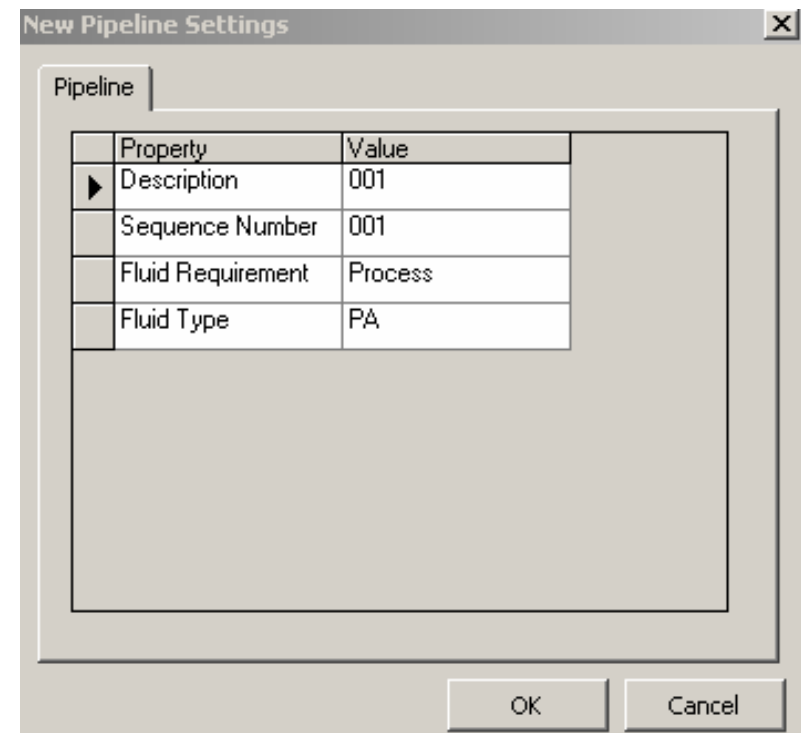 New Pipeline Settings
Pipeline
Property Value
Description 001
Sequence Number 001
Fluid Requirement Process
Fluid Type PA
OK Cancel